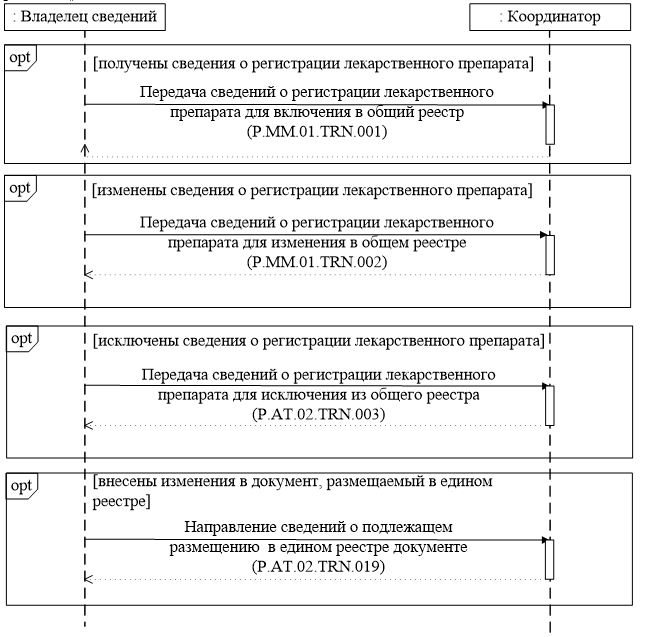 : Владелец сведений
: Координатор
opt
[получены сведения о регистрации лекарственного препарата]
Передача сведений о регистрации лекарственного
препарата для включения в общий реестр
(P.MM.01.TRN.001)
opt
[изменены сведения о регистрации лекарственного препарата]
Передача сведений о регистрации лекарственного
препарата для изменения в общем реестре
(P.MM.01.TRN.002)
opt
[исключены сведения о регистрации лекарственного препарата]
Передача сведений о регистрации лекарственного
препарата для исключения из общего реестра
(P.AT.02.TRN.003)
opt
[внесены изменения в документ, размещаемый в едином
реестре]
Направление сведений о подлежащем
размещению в едином реестре документе
(P.AT.02.TRN.019)